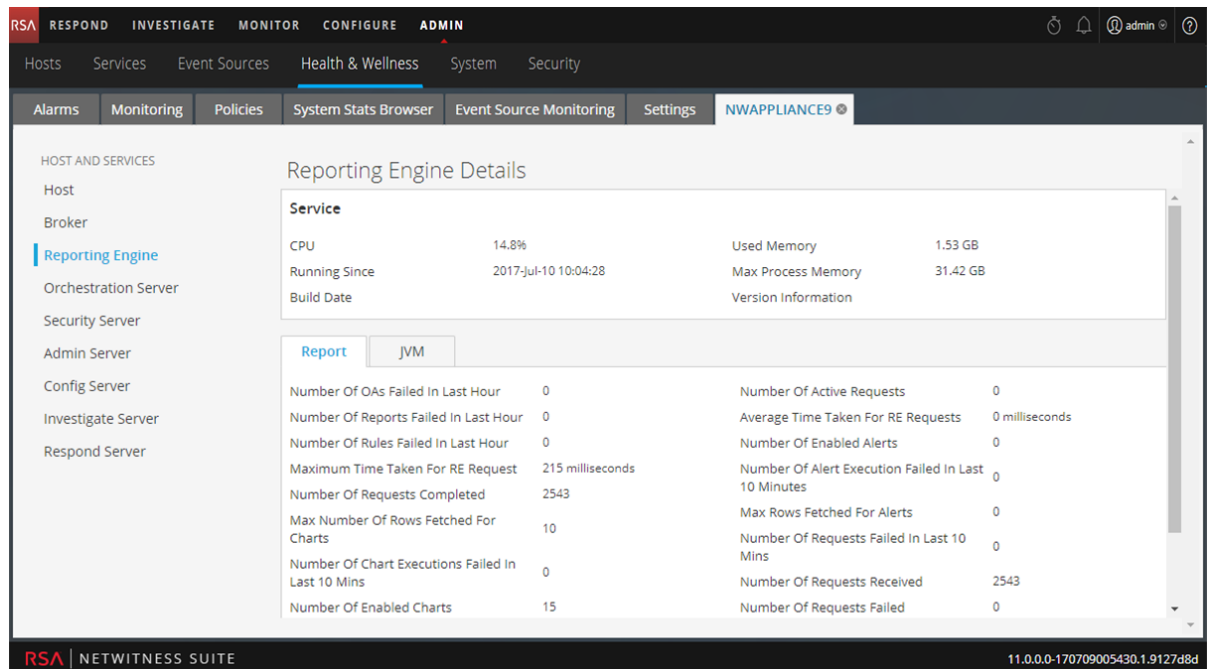 RSA RESPOND INVESTIGATE MONITOR CONFIGURE ADMIN admin
Hosts Services Event Sources Health & Wellness System Security
Alarms Monitoring Policies System Stats Browser Event Source Monitoring Settings NWAPPLIANCE9
HOST AND SERVICES
Host
Broker
Reporting Engine
Orchestration Server
Security Server
Admin Server
Config Server
Investigate Server
Respond Server
Reporting Engine Details
Service
CPU 14.8% Used Memory 1.53 GB
Running Since 2017-Jul-10 10:04:28 Max Process Memory 31.42 GB
Build Date Version Information
Report JVM
Number Of OAs Failed In Last Hour 0
Number Of Reports Failed In Last Hour 0
Number Of Rules Failed In Last Hour 0
Maximum Time Taken For RE Request 215 milliseconds
Number Of Requests Completed 2543
Max Number Of Rows Fetched For
Charts 10
Number Of Chart Executions Failed In
Last 10 Mins 0
Number Of Enabled Charts 15
Number Of Active Requests 0
Average Time Taken For RE Requests 0 milliseconds
Number Of Enabled Alerts 0
Number Of Alert Execution Failed In Last
10 Minutes 0
Max Rows Fetched For Alerts 0
Number Of Requests Failed In Last 10
Mins 0
Number Of Requests Received 2543
Number Of Requests Failed 0
RSA NETWITNESS SUITE 11.0.0.0-170709005430.1.9127d8d